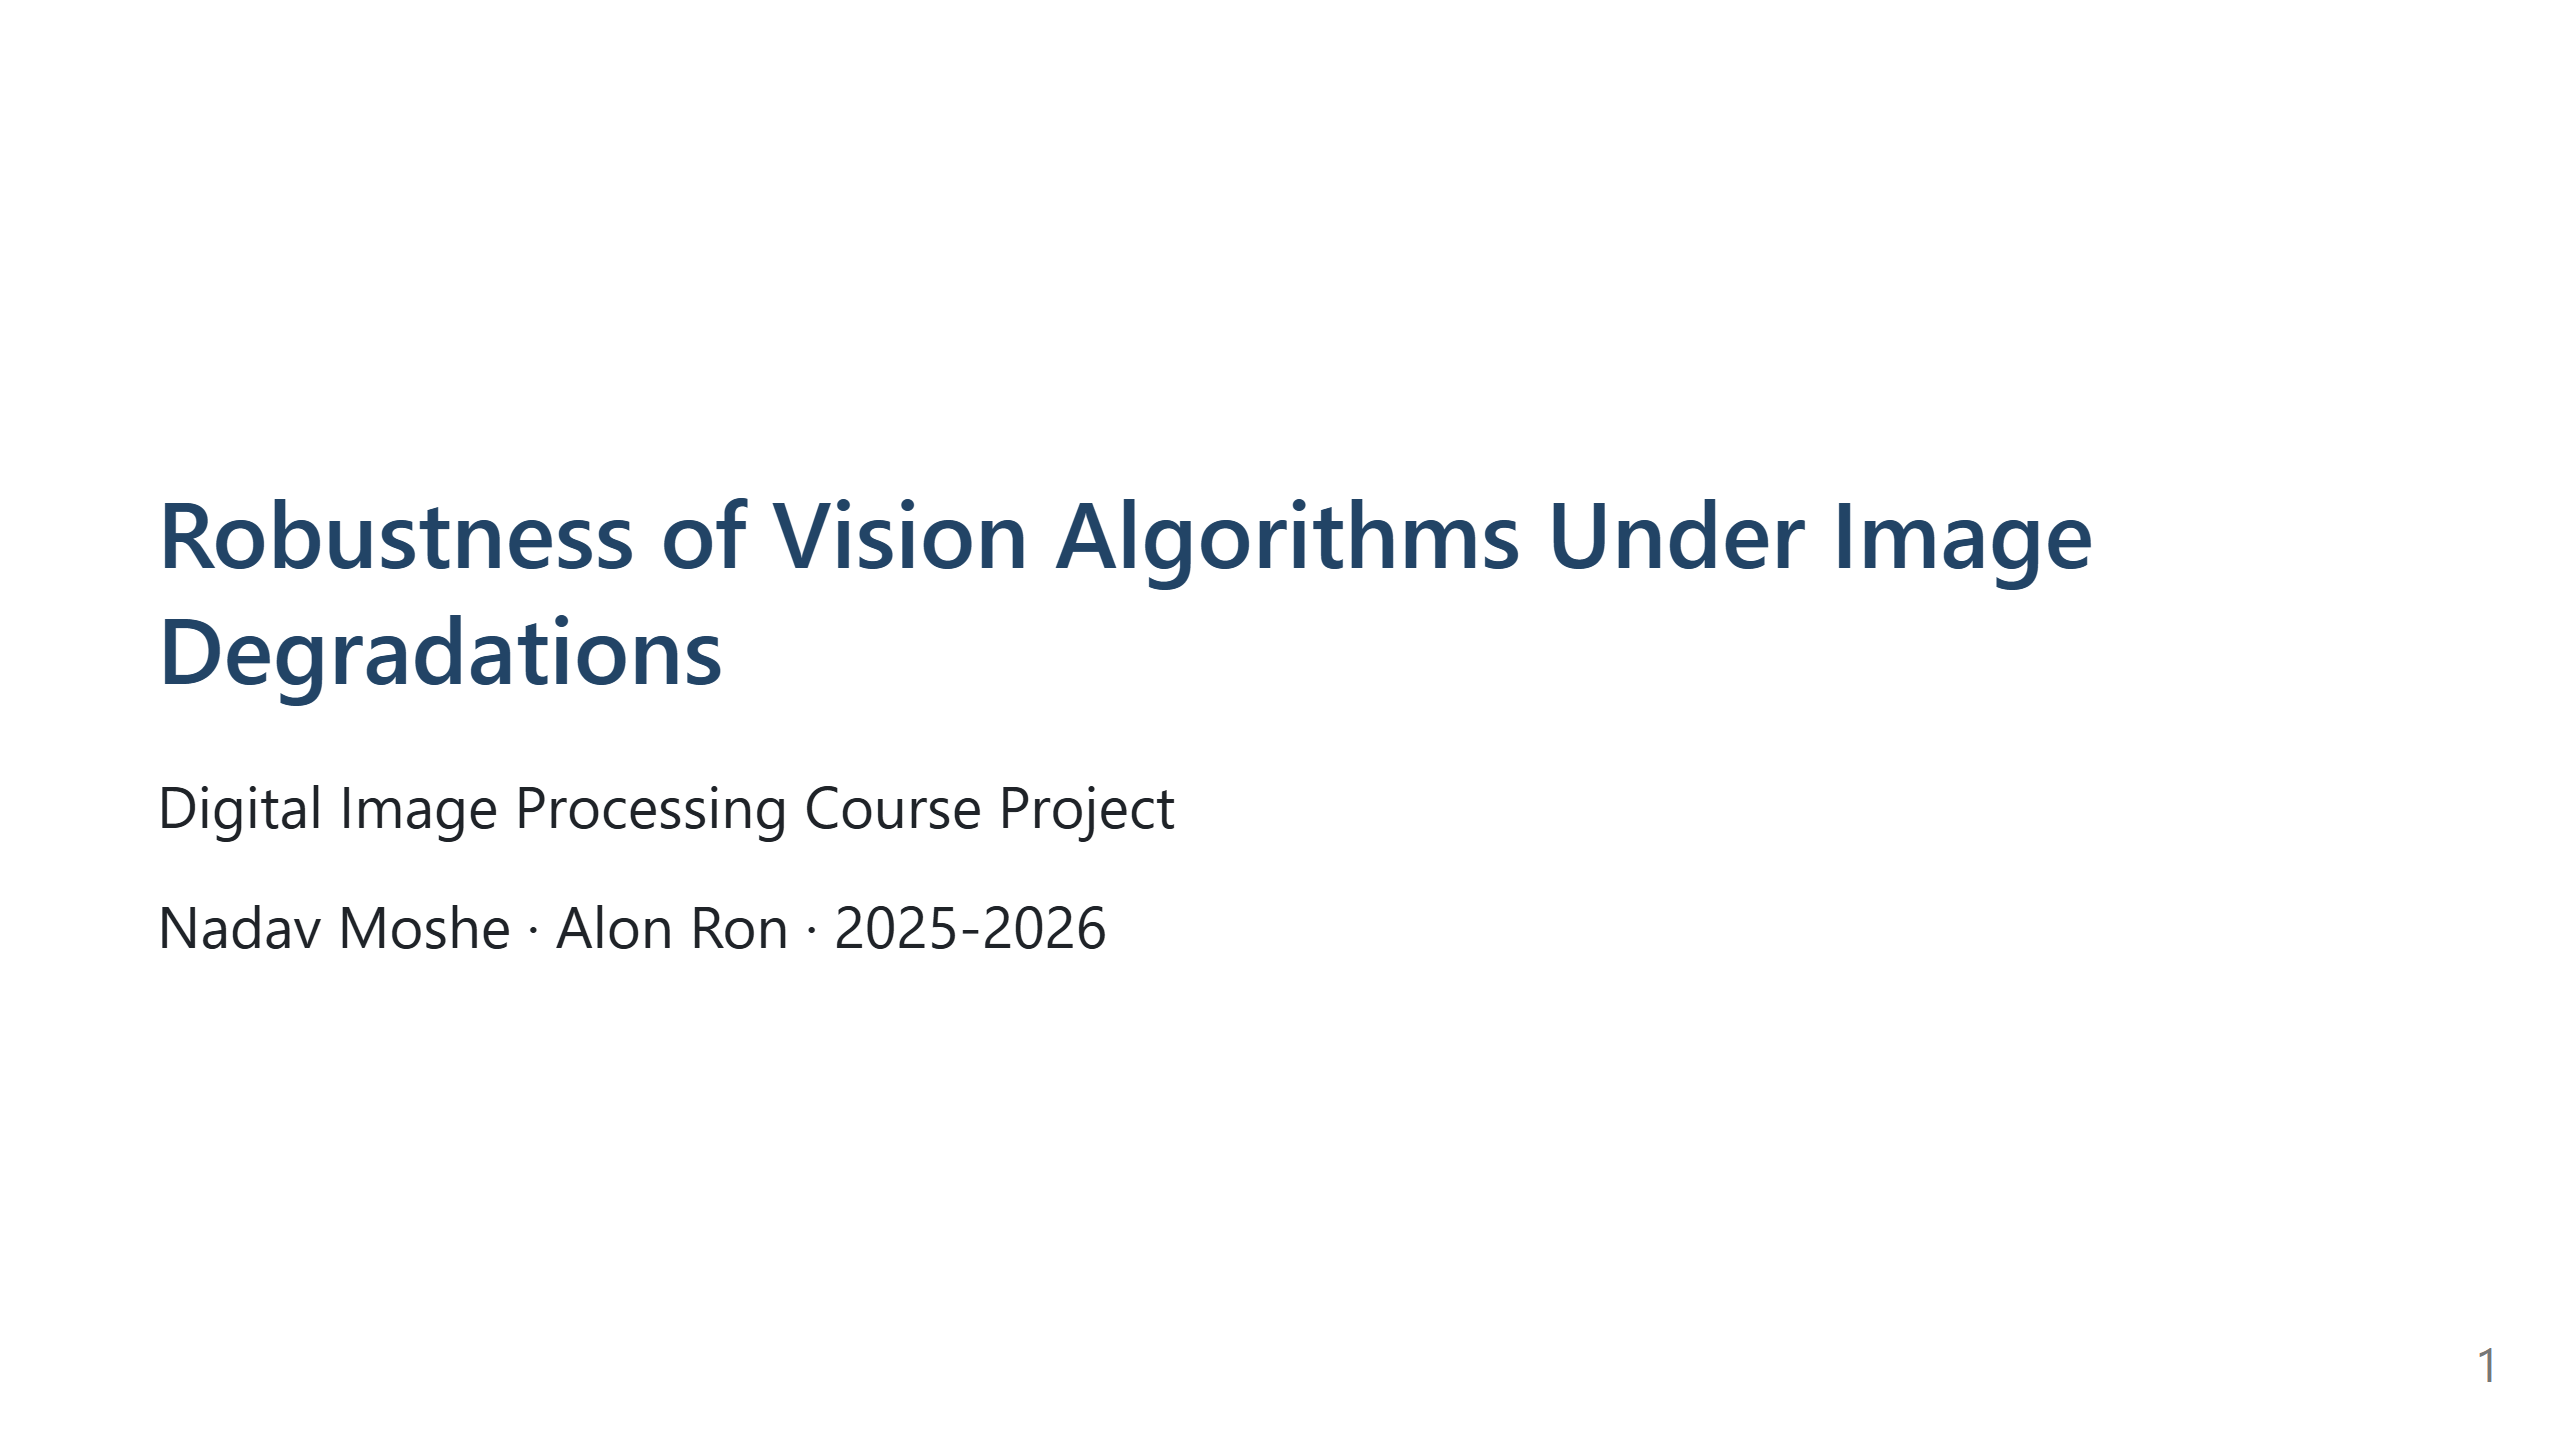 Robustness of Vision Algorithms Under Image
Degradations
Digital Image Processing Course Project
Nadav Moshe · Alon Ron · 2025-2026
1